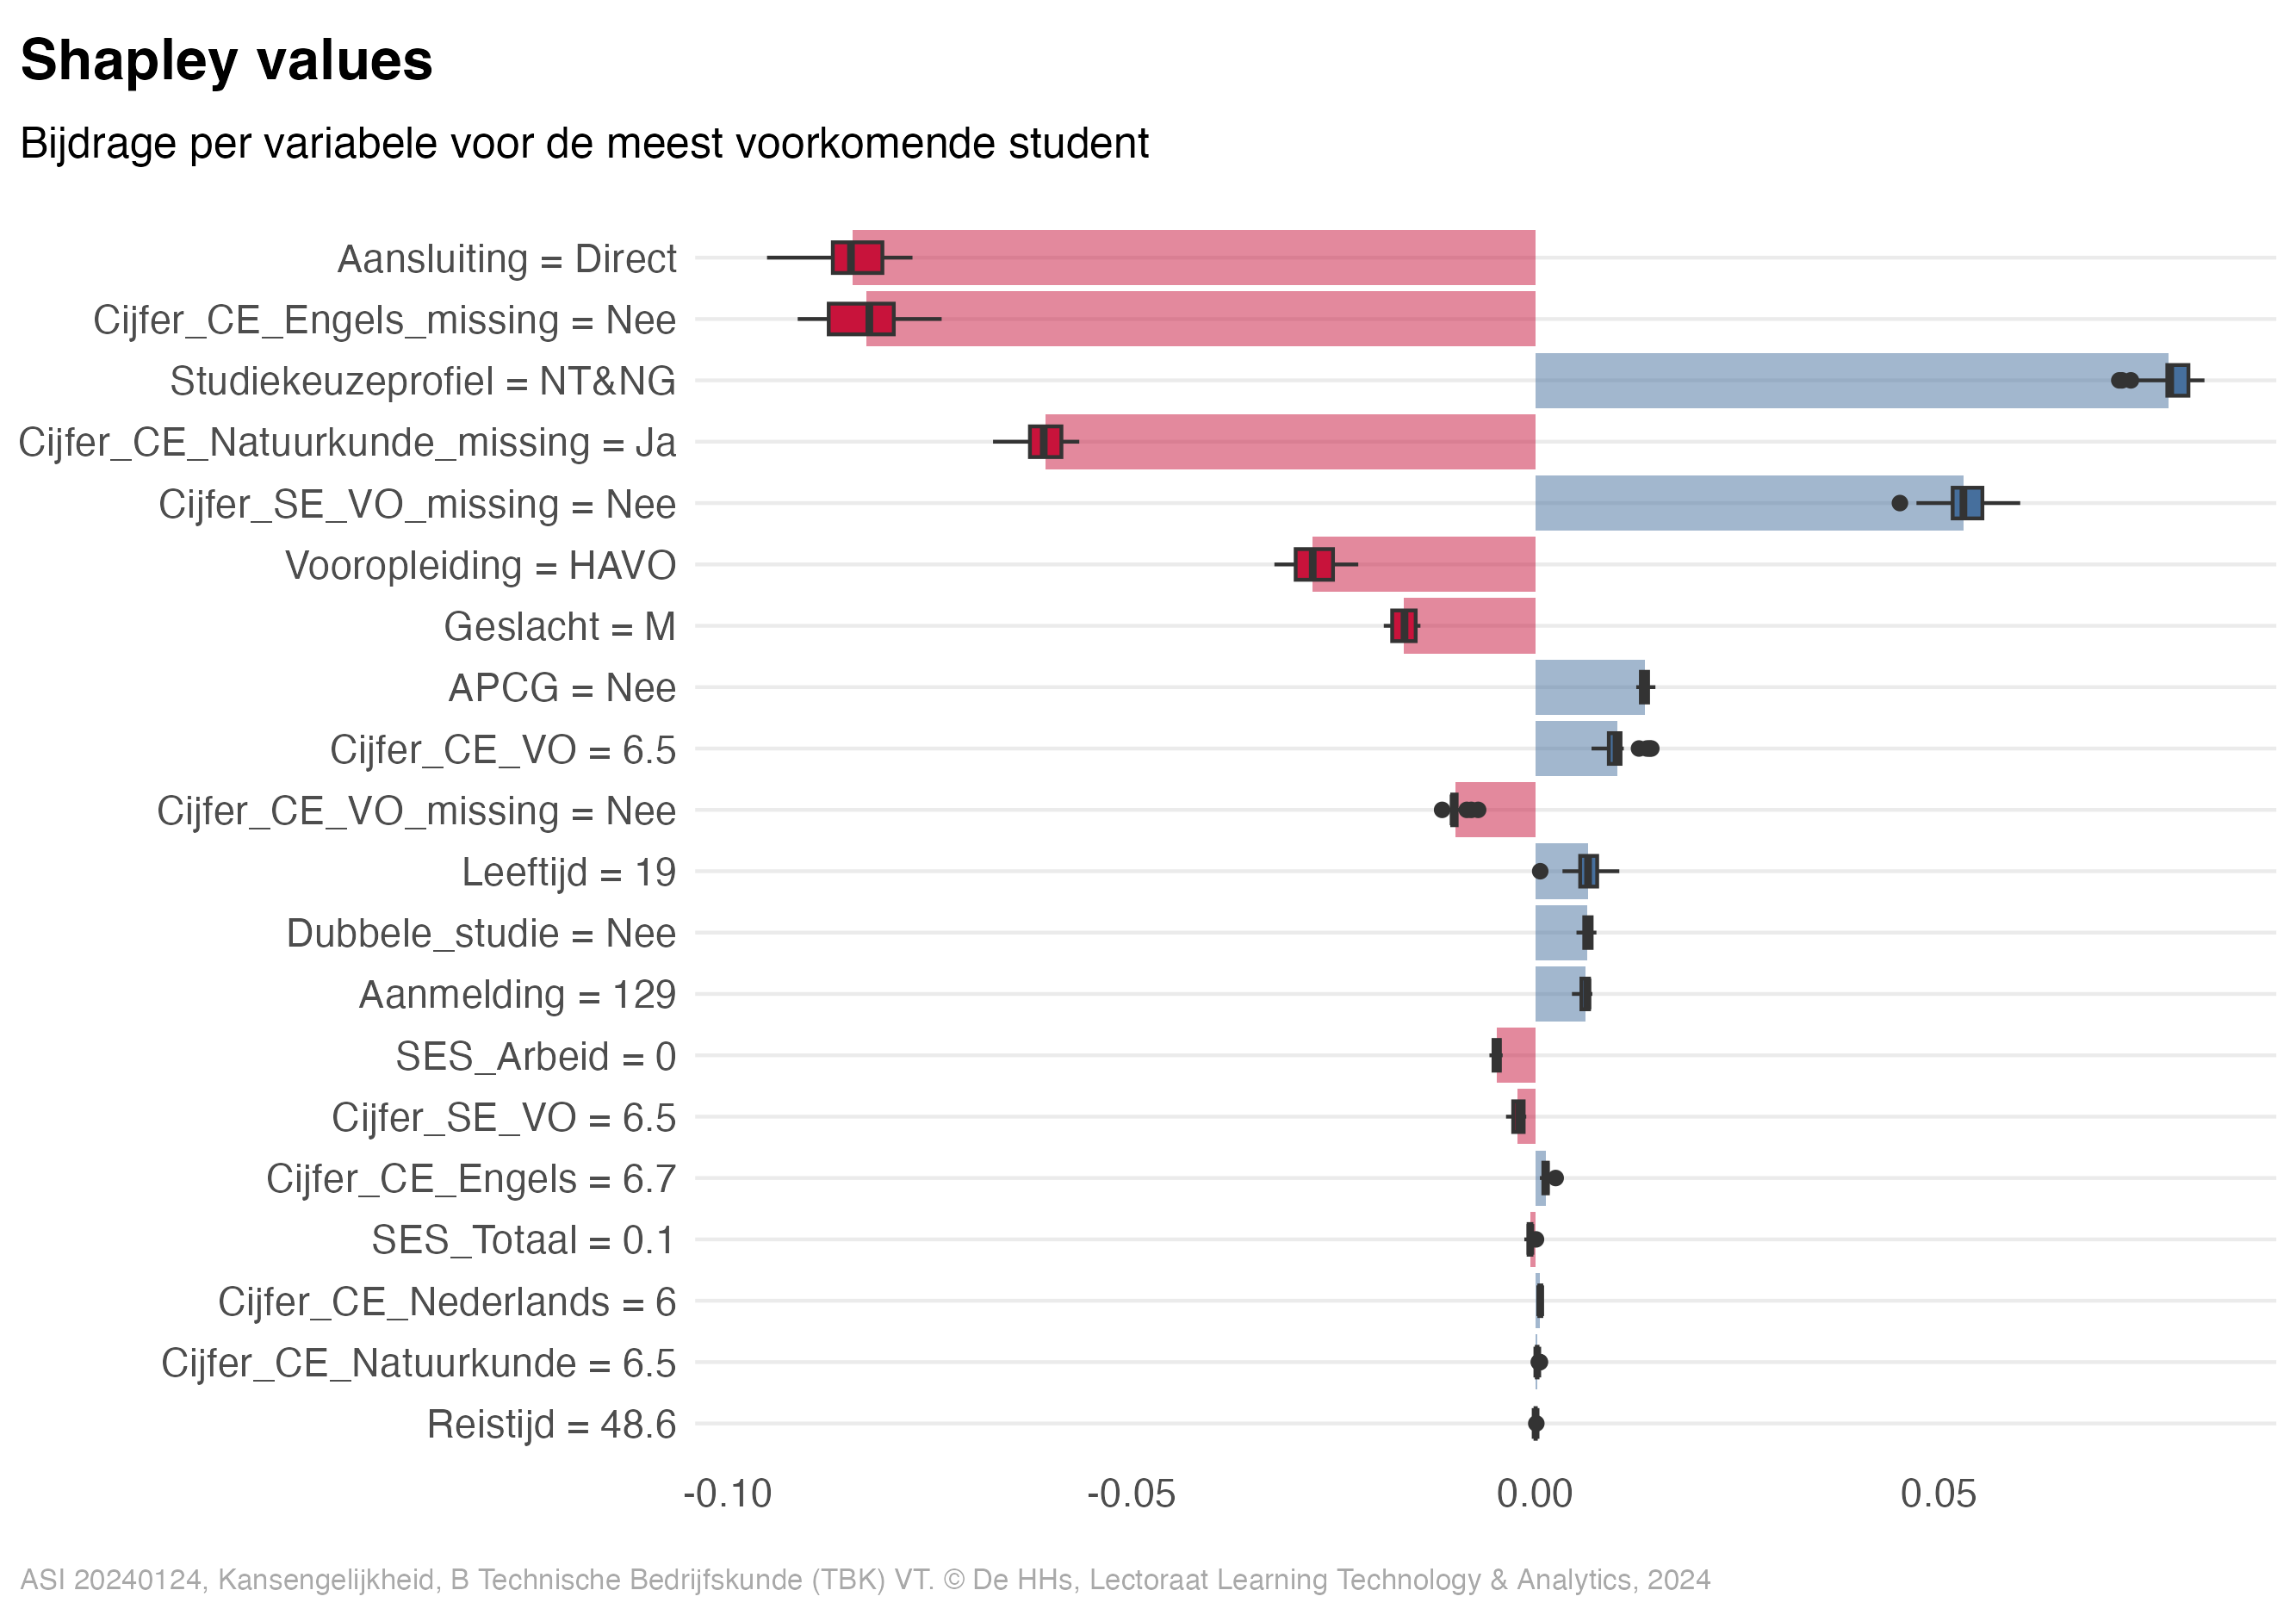 Shapley values
Bijdrage per variabele voor de meest voorkomende student
Aansluiting = Direct
Cijfer_CE_Engels_missing = Nee
Studiekeuzeprofiel = NT&NG
Cijfer_CE_Natuurkunde_missing = Ja
Cijfer_SE_VO_missing = Nee
Vooropleiding = HAVO
Geslacht = M
APCG = Nee
Cijfer_CE_VO = 6.5
Cijfer_CE_VO_missing = Nee
Leeftijd = 19
Dubbele_studie = Nee
Aanmelding = 129
SES_Arbeid = 0
Cijfer_SE_VO = 6.5
Cijfer_CE_Engels = 6.7
SES_Totaal = 0.1
Cijfer_CE_Nederlands = 6
Cijfer_CE_Natuurkunde = 6.5
Reistijd = 48.6
-0.10 -0.05 0.00 0.05
ASI 20240124, Kansengelijkheid, B Technische Bedrijfskunde (TBK) VT. © De HHs, Lectoraat Learning Technology & Analytics, 2024